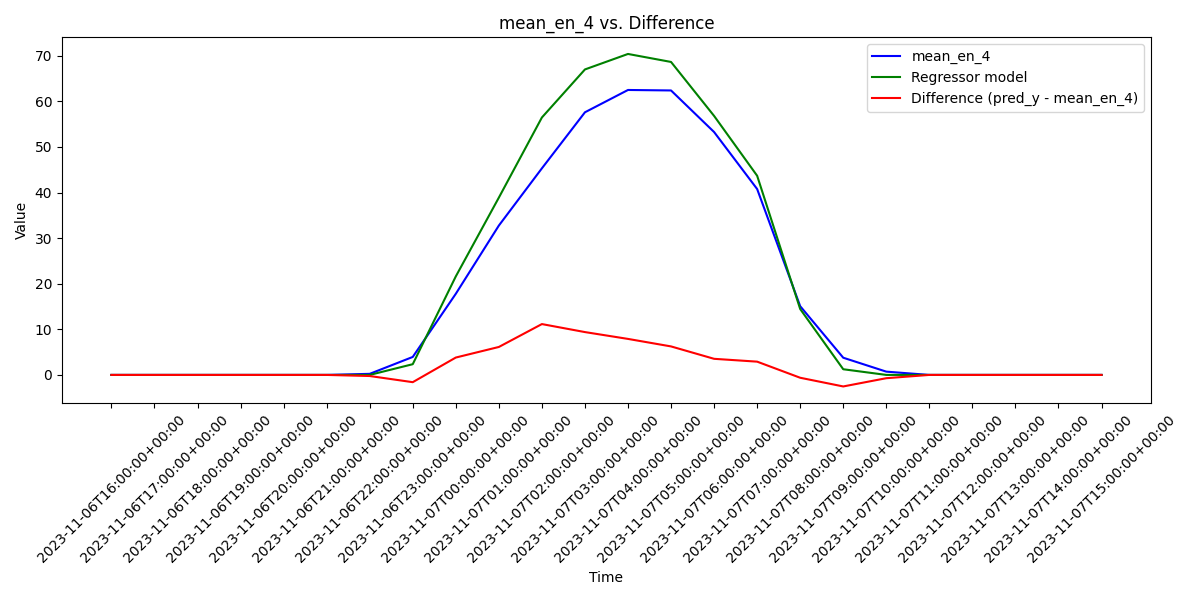 mean_en_4 vs. Difference
mean_en_4
Regressor model
Difference (pred_y - mean_en_4)
Value
70
60
50
40
30
20
10
0
2023-11-06T16:00:00+00:00
2023-11-06T17:00:00+00:00
2023-11-06T18:00:00+00:00
2023-11-06T19:00:00+00:00
2023-11-06T20:00:00+00:00
2023-11-06T21:00:00+00:00
2023-11-06T22:00:00+00:00
2023-11-06T23:00:00+00:00
2023-11-07T00:00:00+00:00
2023-11-07T01:00:00+00:00
2023-11-07T02:00:00+00:00
2023-11-07T03:00:00+00:00
2023-11-07T04:00:00+00:00
2023-11-07T05:00:00+00:00
2023-11-07T06:00:00+00:00
2023-11-07T07:00:00+00:00
2023-11-07T08:00:00+00:00
2023-11-07T09:00:00+00:00
2023-11-07T10:00:00+00:00
2023-11-07T11:00:00+00:00
2023-11-07T12:00:00+00:00
2023-11-07T13:00:00+00:00
2023-11-07T14:00:00+00:00
2023-11-07T15:00:00+00:00
Time